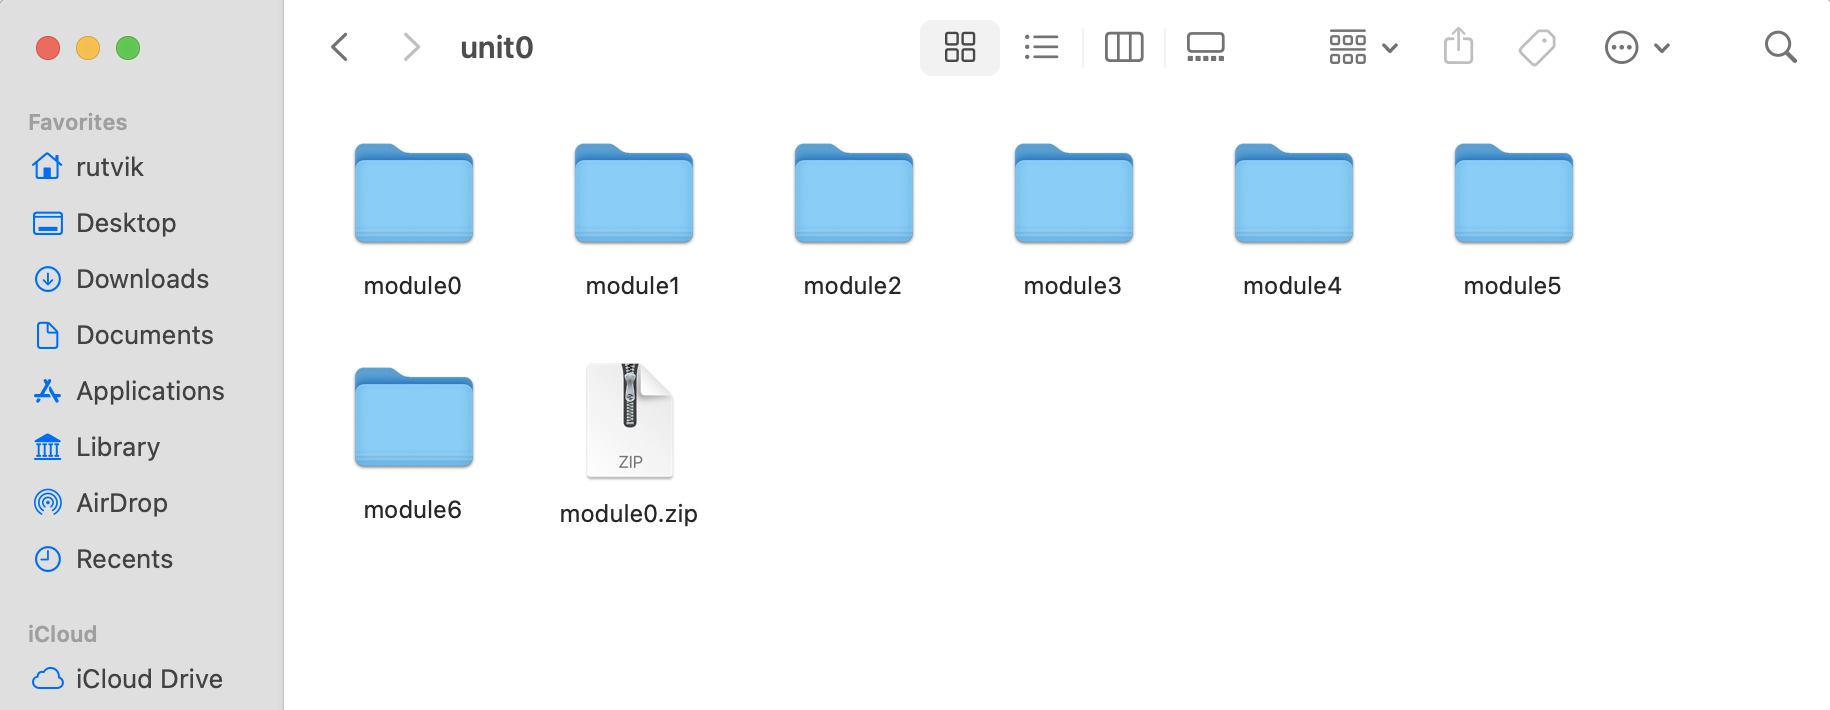 unit0
Favorites
rutvik
Desktop
Downloads
Documents
Applications
Library
AirDrop
Recents
iCloud
iCloud Drive
module0
module1
module2
module3
module4
module5
module6
ZIP
module0.zip